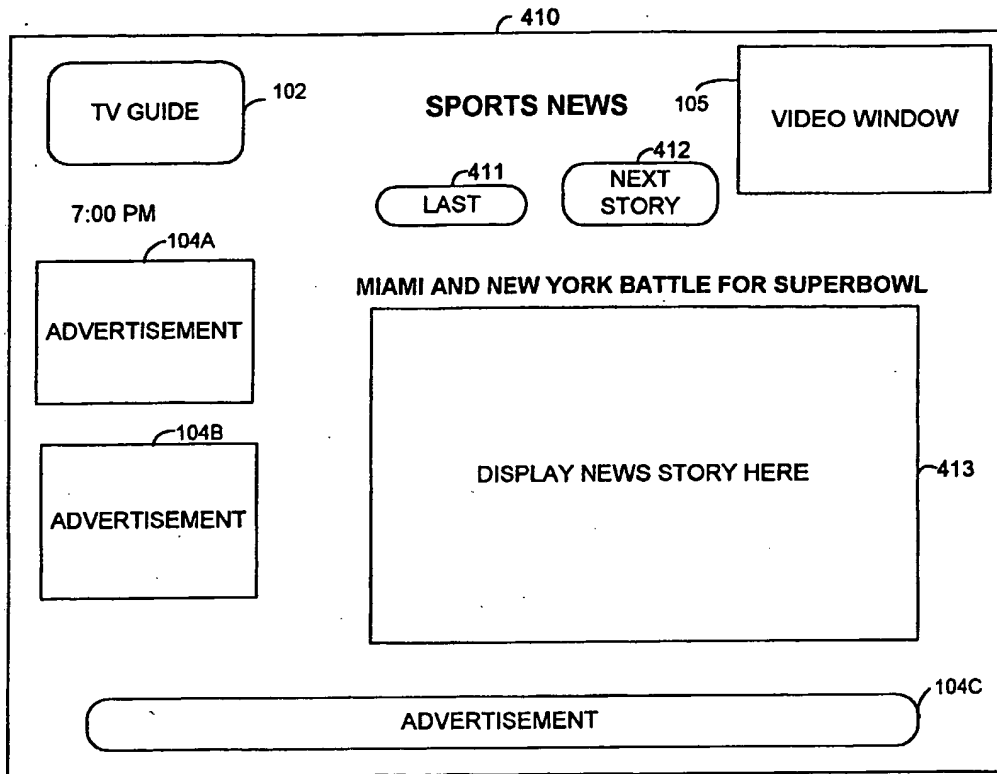 410
TV GUIDE
102
SPORTS NEWS
105
VIDEO WINDOW
411
LAST
412
NEXT
STORY
7:00 PM
104A
ADVERTISEMENT
MIAMI AND NEW YORK BATTLE FOR SUPERBOWL
104B
ADVERTISEMENT
DISPLAY NEWS STORY HERE
413
104C
ADVERTISEMENT